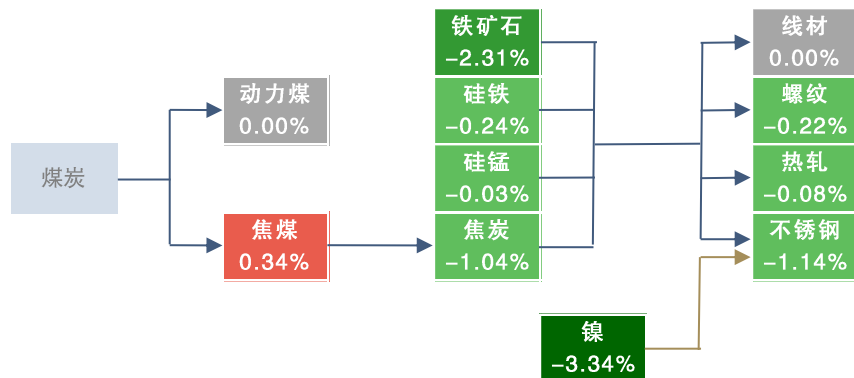 煤炭
动力煤
0.00%
焦煤
0.34%
铁矿石
-2.31%
硅铁
-0.24%
硅锰
-0.03%
焦炭
-1.04%
镍
-3.34%
线材
0.00%
螺纹
-0.22%
热轧
-0.08%
不锈钢
-1.14%